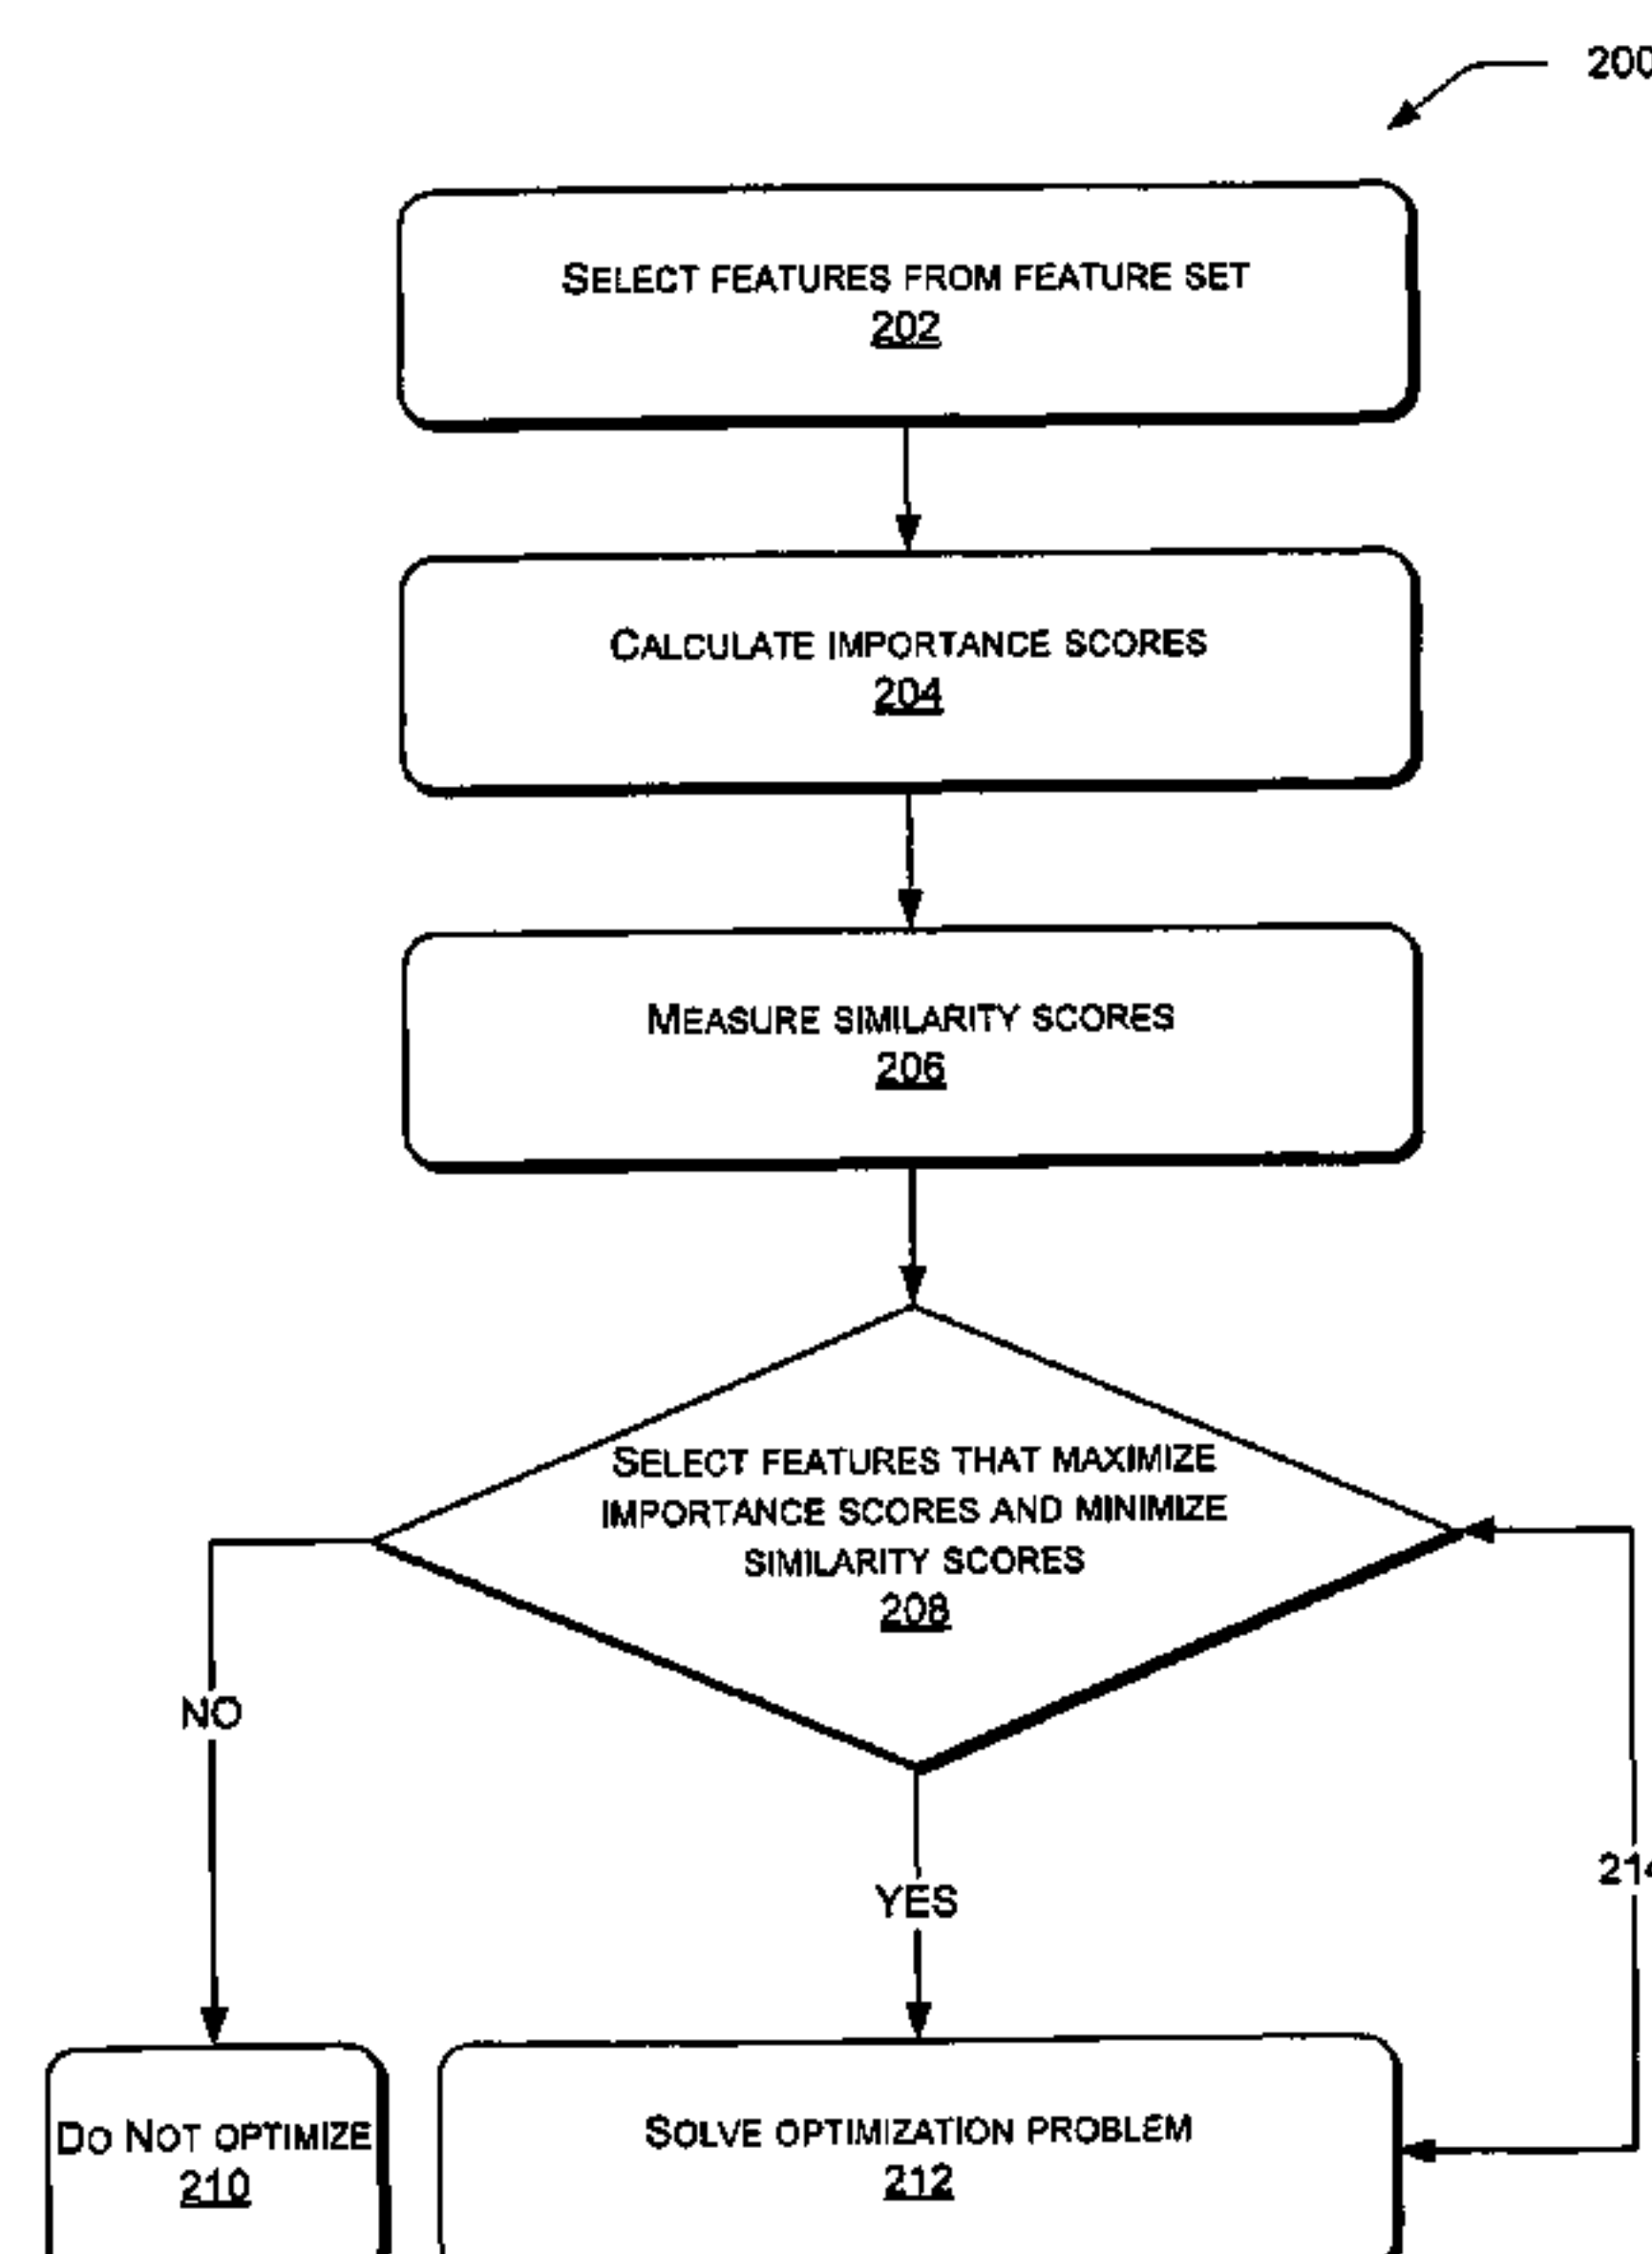 200
SELECT FEATURES FROM FEATURE SET
202
CALCULATE IMPORTANCE SCORES
204
MEASURE SIMILARITY SCORES
206
SELECT FEATURES THAT MAXIMIZE
IMPORTANCE SCORES AND MINIMIZE
SIMILARITY SCORES
208
NO
YES
214
DO NOT OPTIMIZE
210
SOLVE OPTIMIZATION PROBLEM
212